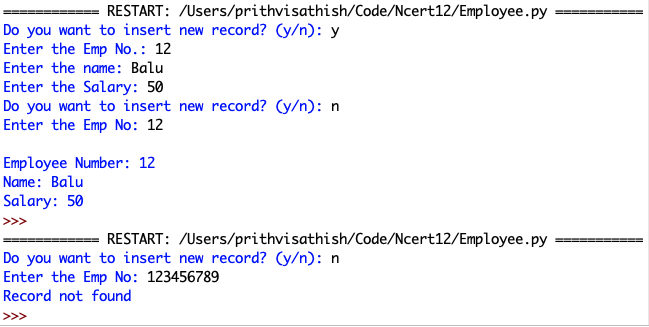 ============ RESTART: /Users/prithvisathish/Code/Ncert12/Employee.py ===========
Do you want to insert new record? (y/n): y
Enter the Emp No.: 12
Enter the name: Balu
Enter the Salary: 50
Do you want to insert new record? (y/n): n
Enter the Emp No: 12
Employee Number: 12
Name: Balu
Salary: 50
>>>
============ RESTART: /Users/prithvisathish/Code/Ncert12/Employee.py ===========
Do you want to insert new record? (y/n): n
Enter the Emp No: 123456789
Record not found
>>>